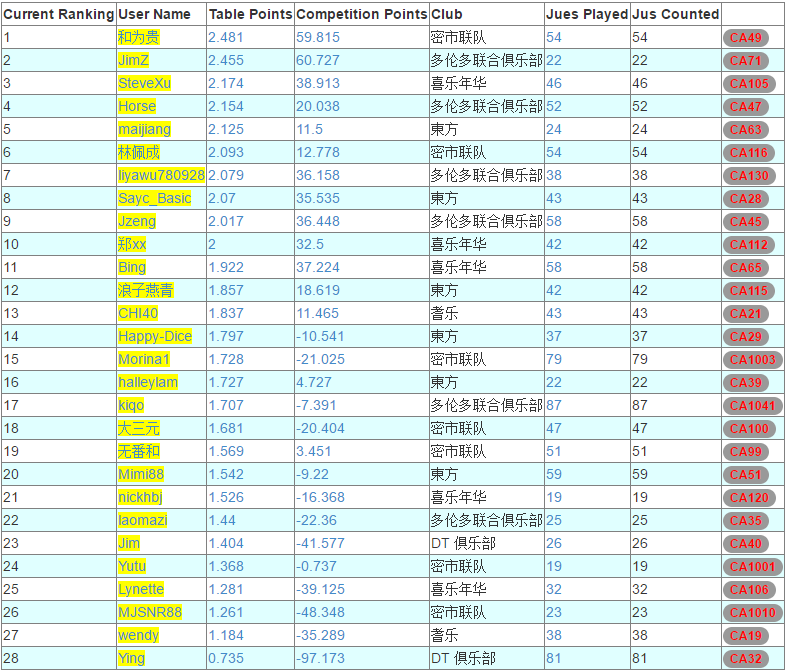 Current Ranking User Name Table Points Competition Points Club Jues Played Jus Counted
1 和为贵 2.481 59.815 密市联队 54 54 CA49
2 JimZ 2.455 60.727 多伦多联合俱乐部 22 22 CA71
3 SteveXu 2.174 38.913 喜乐年华 46 46 CA105
4 Horse 2.154 20.038 多伦多联合俱乐部 52 52 CA47
5 maijiang 2.125 11.5 東方 24 24 CA63
6 林佩成 2.093 12.778 密市联队 54 54 CA116
7 liyawu780928 2.079 36.158 多伦多联合俱乐部 38 38 CA130
8 Sayc_Basic 2.07 35.535 東方 43 43 CA28
9 Jzeng 2.017 36.448 多伦多联合俱乐部 58 58 CA45
10 郑xx 2 32.5 喜乐年华 42 42 CA112
11 Bing 1.922 37.224 喜乐年华 58 58 CA65
12 浪子燕青 1.857 18.619 東方 42 42 CA115
13 CHI40 1.837 11.465 耆乐 43 43 CA21
14 Happy-Dice 1.797 -10.541 東方 37 37 CA29
15 Morina1 1.728 -21.025 密市联队 79 79 CA1003
16 halleylam 1.727 4.727 東方 22 22 CA39
17 kiqo 1.707 -7.391 多伦多联合俱乐部 87 87 CA1041
18 大三元 1.681 -20.404 密市联队 47 47 CA100
19 无番和 1.569 3.451 密市联队 51 51 CA99
20 Mimi88 1.542 -9.22 東方 59 59 CA51
21 nickhbj 1.526 -16.368 喜乐年华 19 19 CA120
22 laomazi 1.44 -22.36 多伦多联合俱乐部 25 25 CA35
23 Jim 1.404 -41.577 DT 俱乐部 26 26 CA40
24 Yutu 1.368 -0.737 密市联队 19 19 CA1001
25 Lynette 1.281 -39.125 喜乐年华 32 32 CA106
26 MJSNR88 1.261 -48.348 密市联队 23 23 CA1010
27 wendy 1.184 -35.289 耆乐 38 38 CA19
28 Ying 0.735 -97.173 DT 俱乐部 81 81 CA32